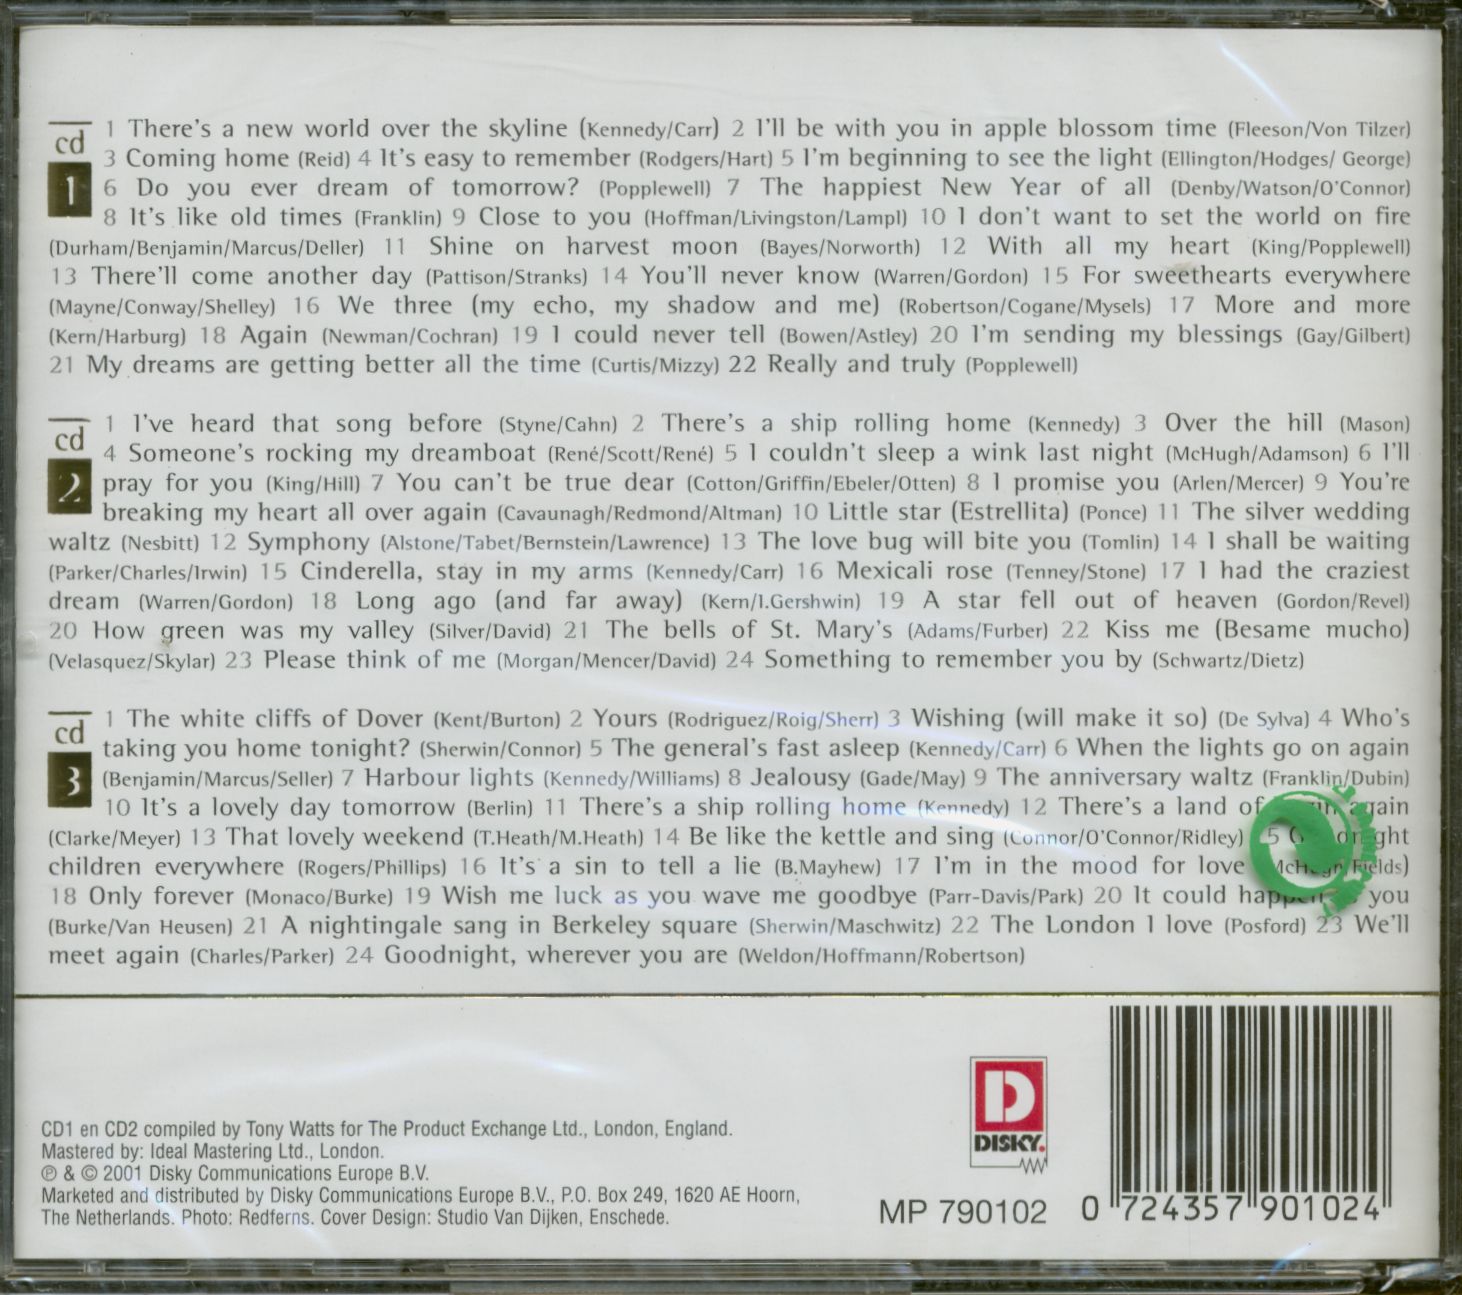 cd 1
1 There's a new world over the skyline (Kennedy/Carr) 2 I'll be with you in apple blossom time (Fleeson/Von Tilzer)
3 Coming home (Reid) 4 It's easy to remember (Rodgers/Hart) 5 I'm beginning to see the light (Ellington/Hodges/ George)
6 Do you ever dream of tomorrow? (Popplewell) 7 The happiest New Year of all (Denby/Watson/O'Connor)
8 It's like old times (Franklin) 9 Close to you (Hoffman/Livingston/Lampl) 10 I don't want to set the world on fire
(Durham/Benjamin/Marcus/Deller) 11 Shine on harvest moon (Bayes/Norworth) 12 With all my heart (King/Popplewell)
13 There'll come another day (Pattison/Stranks) 14 You'll never know (Warren/Gordon) 15 For sweethearts everywhere
(Mayne/Conway/Shelley) 16 We three (my echo, my shadow and me) (Robertson/Cogane/Mysels) 17 More and more
(Kern/Harburg) 18 Again (Newman/Cochran) 19 I could never tell (Bowen/Astley) 20 I'm sending my blessings (Gay/Gilbert)
21 My dreams are getting better all the time (Curtis/Mizzy) 22 Really and truly (Popplewell)
cd 2
1 I've heard that song before (Styne/Cahn) 2 There's a ship rolling home (Kennedy) 3 Over the hill (Mason)
4 Someone's rocking my dreamboat (René/Scott/René) 5 I couldn't sleep a wink last night (McHugh/Adamson) 6 I'll
pray for you (King/Hill) 7 You can't be true dear (Cotton/Griffin/Ebeler/Otten) 8 I promise you (Arlen/Mercer) 9 You're
breaking my heart all over again (Cavaunagh/Redmond/Altman) 10 Little star (Estrellita) (Ponce) 11 The silver wedding
waltz (Nesbitt) 12 Symphony (Alstone/Tabet/Bernstein/Lawrence) 13 The love bug will bite you (Tomlin) 14 I shall be waiting
(Parker/Charles/Irwin) 15 Cinderella, stay in my arms (Kennedy/Carr) 16 Mexicali rose (Tenney/Stone) 17 I had the craziest
dream (Warren/Gordon) 18 Long ago (and far away) (Kern/I.Gershwin) 19 A star fell out of heaven (Gordon/Revel)
20 How green was my valley (Silver/David) 21 The bells of St. Mary's (Adams/Furber) 22 Kiss me (Besame mucho)
(Velasquez/Skylar) 23 Please think of me (Morgan/Mencer/David) 24 Something to remember you by (Schwartz/Dietz)
cd 3
1 The white cliffs of Dover (Kent/Burton) 2 Yours (Rodriguez/Roig/Sherr) 3 Wishing (will make it so) (De Sylva) 4 Who's
taking you home tonight? (Sherwin/Connor) 5 The general's fast asleep (Kennedy/Carr) 6 When the lights go on again
(Benjamin/Marcus/Seller) 7 Harbour lights (Kennedy/Williams) 8 Jealousy (Gade/May) 9 The anniversary waltz (Franklin/Dubin)
10 It's a lovely day tomorrow (Berlin) 11 There's a ship rolling home (Kennedy) 12 There's a land of again
(Clarke/Meyer) 13 That lovely weekend (T.Heath/M.Heath) 14 Be like the kettle and sing (Connor/O'Connor/Ridley) 15 Goodnight
children everywhere (Rogers/Phillips) 16 It's a sin to tell a lie (B.Mayhew) 17 I'm in the mood for love (McHugh/Fields)
18 Only forever (Monaco/Burke) 19 Wish me luck as you wave me goodbye (Parr-Davis/Park) 20 It could happen to you
(Burke/Van Heusen) 21 A nightingale sang in Berkeley square (Sherwin/Maschwitz) 22 The London I love (Posford) 23 We'll
meet again (Charles/Parker) 24 Goodnight, wherever you are (Weldon/Hoffmann/Robertson)
CD1 en CD2 compiled by Tony Watts for The Product Exchange Ltd., London, England.
Mastered by: Ideal Mastering Ltd., London.
℗ & © 2001 Disky Communications Europe B.V.
Marketed and distributed by Disky Communications Europe B.V., P.O. Box 249, 1620 AE Hoorn,
The Netherlands. Photo: Redferns. Cover Design: Studio Van Dijken, Enschede.
D
DISKY.
MP 790102
0 724357 901024